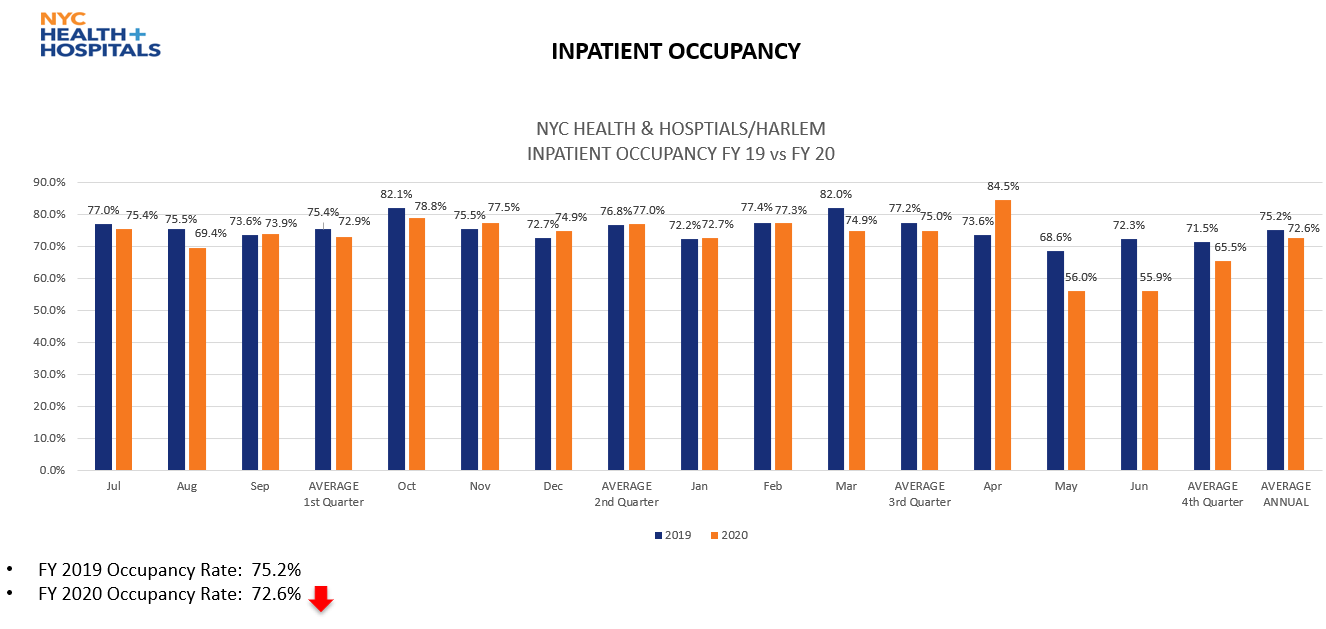 NYC
HEALTH+
HOSPITALS
INPATIENT OCCUPANCY
NYC HEALTH & HOSPTIALS/HARLEM
INPATIENT OCCUPANCY FY 19 vs FY 20
90.0%
80.0%
70.0%
60.0%
50.0%
40.0%
30.0%
20.0%
10.0%
0.0%
77.0% 75.4%
75.5% 69.4%
73.6% 73.9%
75.4% 72.9%
82.1% 78.8%
75.5% 77.5%
72.7% 74.9%
76.8% 77.0%
72.2% 72.7%
77.4% 77.3%
82.0% 74.9%
77.2% 75.0%
73.6% 84.5%
68.6% 56.0%
72.3% 55.9%
71.5% 65.5%
75.2% 72.6%
Jul
Aug
Sep
AVERAGE
1st Quarter
Oct
Nov
Dec
AVERAGE
2nd Quarter
Jan
Feb
Mar
AVERAGE
3rd Quarter
Apr
May
Jun
AVERAGE
4th Quarter
AVERAGE
ANNUAL
2019 2020
• FY 2019 Occupancy Rate: 75.2%
• FY 2020 Occupancy Rate: 72.6%